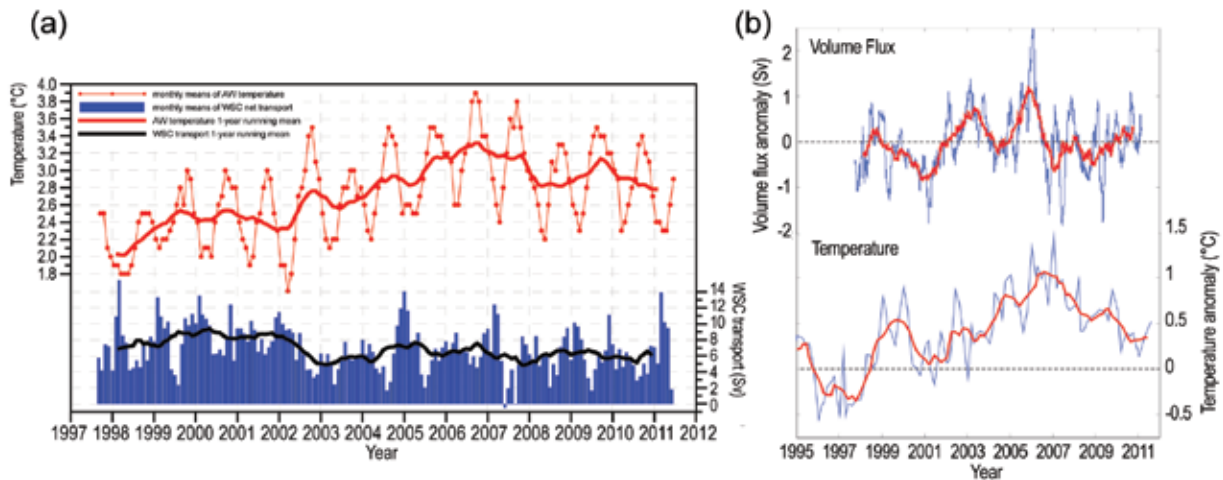 (a)
Temperature (°C)
4.0
3.8
3.6
3.4
3.2
3.0
2.8
2.6
2.4
2.2
2.0
1.8
monthly means of AW temperature
monthly means of WSC net transport
AW temperature 1-year running mean
WSC transport 1-year running mean
14
12
10
8
6
4
2
0
WSC transport (Sv)
1997 1998 1999 2000 2001 2002 2003 2004 2005 2006 2007 2008 2009 2010 2011 2012
Year
(b)
Volume Flux
Volume flux anomaly (Sv)
2
1
0
-1
-2
Temperature
1.5
1
0.5
0
-0.5
Temperature anomaly (°C)
1995 1997 1999 2001 2003 2005 2007 2009 2011
Year